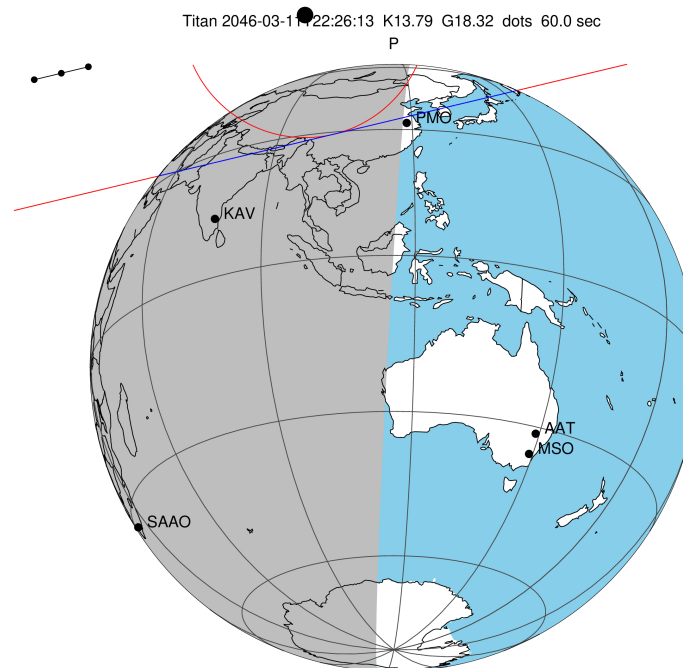 Titan 2046-03-11 22:26:13 K13.79 G18.32 dots 60.0 sec
P
PMO
KAV
AAT
MSO
SAAO